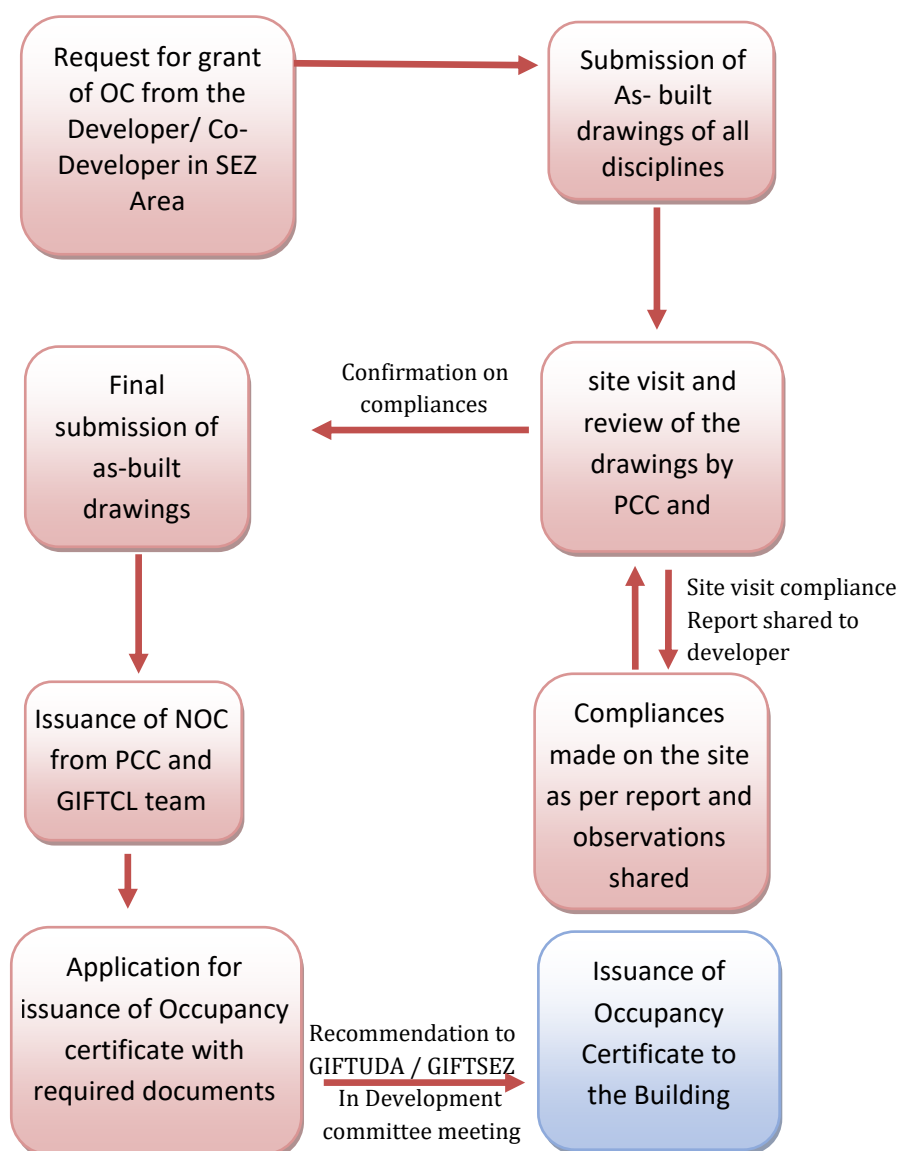 Request for grant
of OC from the
Developer/ Co-
Developer in SEZ
Area
Submission of
As- built
drawings of all
disciplines
site visit and
review of the
drawings by
PCC and
Confirmation on
compliances
Final
submission of
as-built
drawings
Site visit compliance
Report shared to
developer
Compliances
made on the site
as per report and
observations
shared
Issuance of NOC
from PCC and
GIFTCL team
Application for
issuance of Occupancy
certificate with
required documents
Recommendation to
GIFTUDA / GIFTSEZ
In Development
committee meeting
Issuance of
Occupancy
Certificate to
the Building